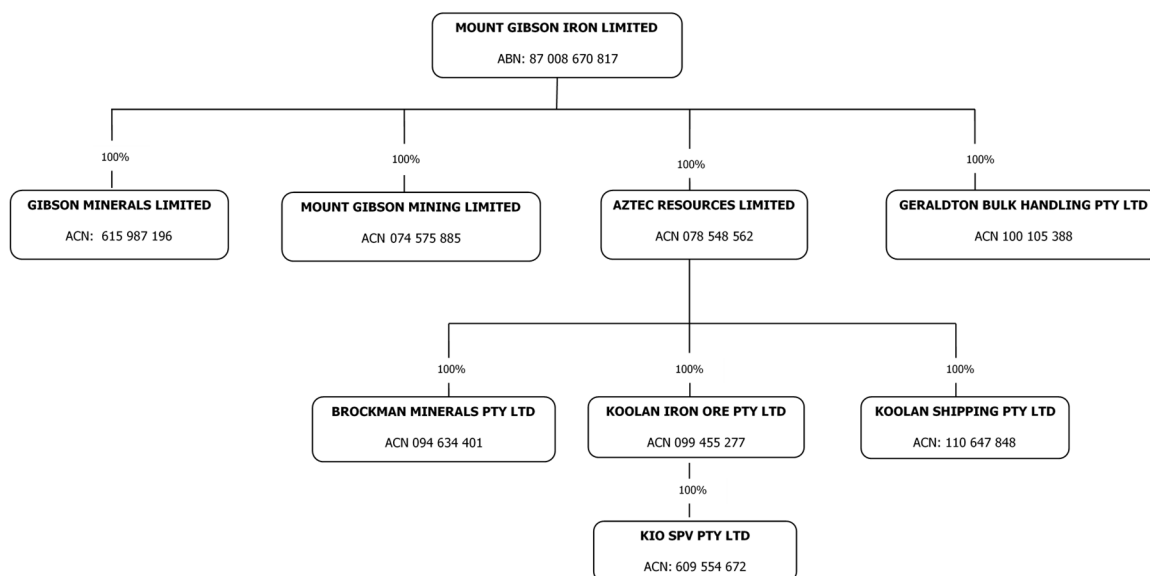 MOUNT GIBSON IRON LIMITED
ABN: 87 008 670 817
100%
100%
100%
100%
GIBSON MINERALS LIMITED
ACN: 615 987 196
MOUNT GIBSON MINING LIMITED
ACN 074 575 885
AZTEC RESOURCES LIMITED
ACN 078 548 562
GERALDTON BULK HANDLING PTY LTD
ACN 100 105 388
100%
100%
100%
BROCKMAN MINERALS PTY LTD
ACN 094 634 401
KOOLAN IRON ORE PTY LTD
ACN 099 455 277
KOOLAN SHIPPING PTY LTD
ACN: 110 647 848
100%
KIO SPV PTY LTD
ACN: 609 554 672